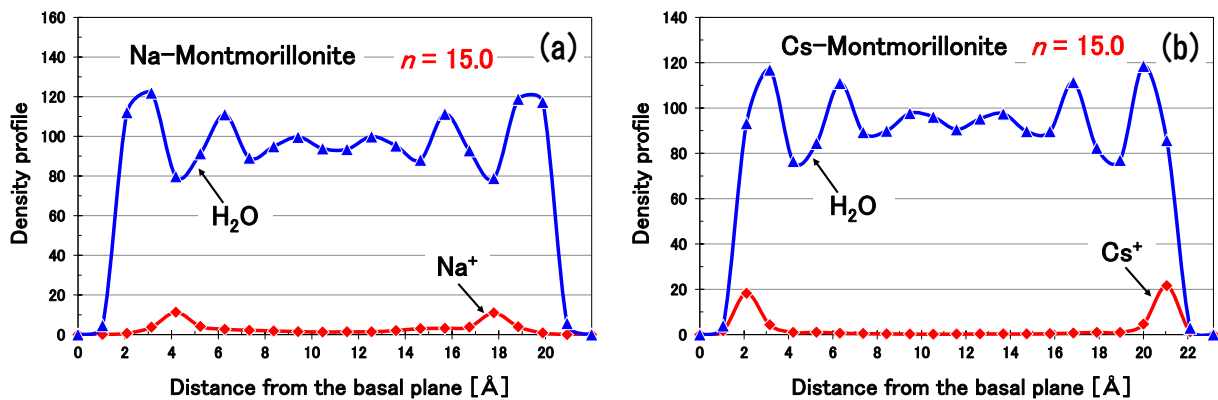 160
140
120
100
80
60
40
20
0
Density profile
Na–Montmorillonite n = 15.0 (a)
H₂O
Na⁺
0 2 4 6 8 10 12 14 16 18 20
Distance from the basal plane [Å]
140
120
100
80
60
40
20
0
Density profile
Cs–Montmorillonite n = 15.0 (b)
H₂O
Cs⁺
0 2 4 6 8 10 12 14 16 18 20 22
Distance from the basal plane [Å]